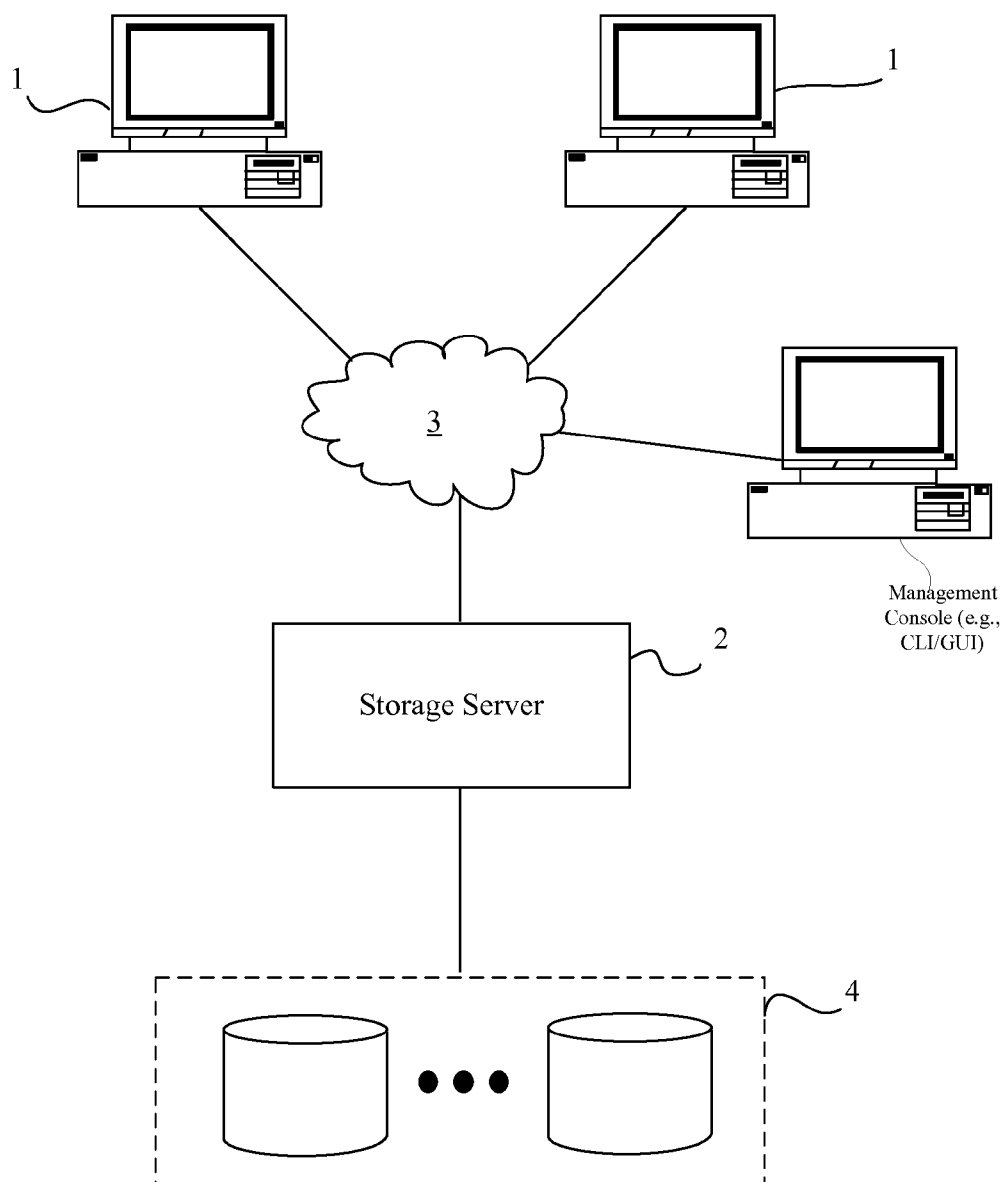 1
1
3
Management
Console (e.g.,
CLI/GUI)
2
Storage Server
4